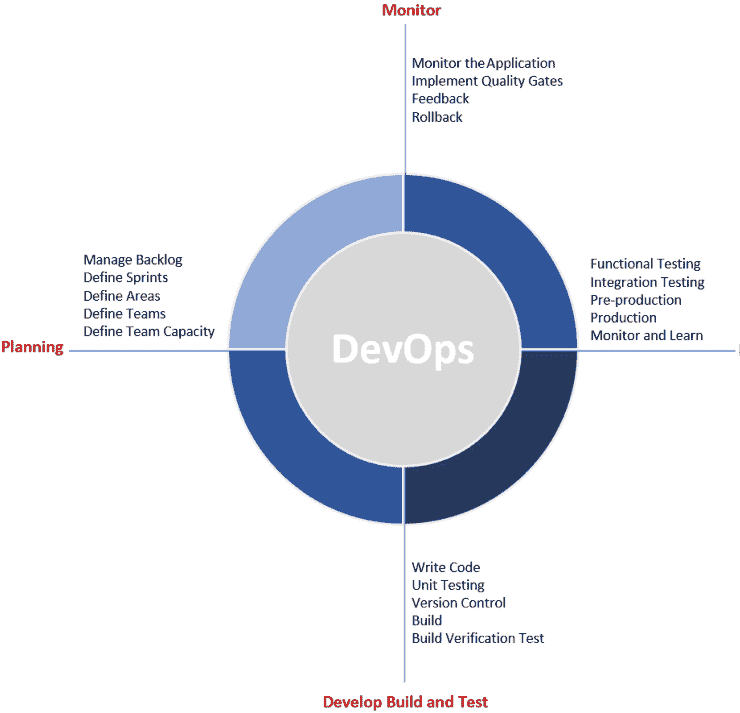 Monitor
Monitor the Application
Implement Quality Gates
Feedback
Rollback
Manage Backlog
Define Sprints
Define Areas
Define Teams
Define Team Capacity
Planning
DevOps
Functional Testing
Integration Testing
Pre-production
Production
Monitor and Learn
Write Code
Unit Testing
Version Control
Build
Build Verification Test
Develop Build and Test